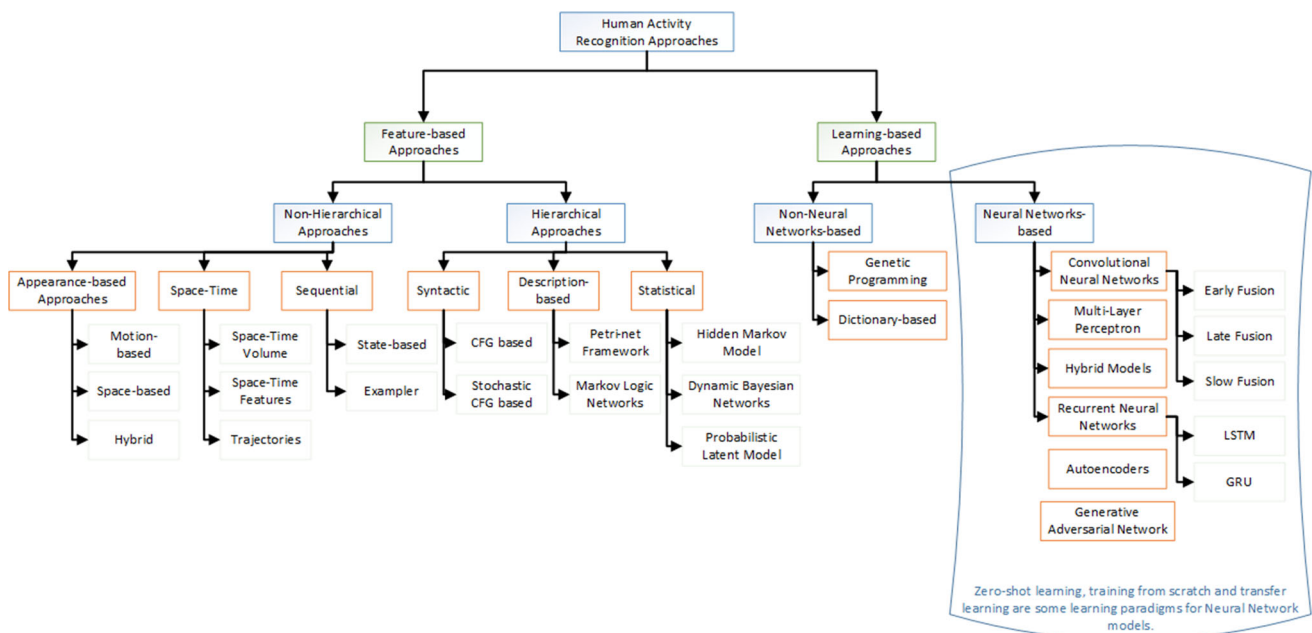 Human Activity
Recognition Approaches
Feature-based
Approaches
Learning-based
Approaches
Non-Hierarchical
Approaches
Hierarchical
Approaches
Non-Neural
Networks-based
Neural Networks-
based
Appearance-based
Approaches
Space-Time
Sequential
Syntactic
Description-
based
Statistical
Genetic
Programming
Dictionary-based
Convolutional
Neural Networks
Multi-Layer
Perceptron
Hybrid Models
Recurrent Neural
Networks
Autoencoders
Generative
Adversarial Network
Early Fusion
Late Fusion
Slow Fusion
LSTM
GRU
Motion-
based
Space-based
Hybrid
Space-Time
Volume
Space-Time
Features
Trajectories
State-based
Exampler
CFG based
Stochastic
CFG based
Petri-net
Framework
Markov Logic
Networks
Hidden Markov
Model
Dynamic Bayesian
Networks
Probabilistic
Latent Model
Zero-shot learning, training from scratch and transfer
learning are some learning paradigms for Neural Network
models.